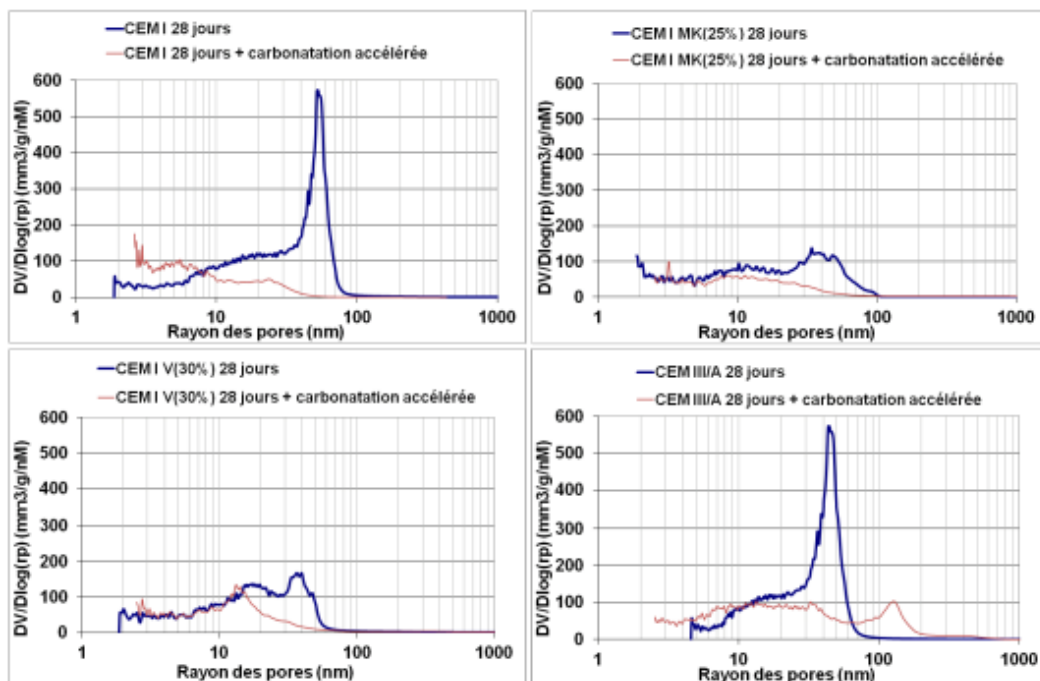 CEM I 28 jours
CEM I 28 jours + carbonatation accélérée
600
500
400
300
200
100
0
DV/Dlog(rp) (mm3/g/nM)
1
10
100
1000
Rayon des pores (nm)
CEM I MK(25%) 28 jours
CEM I MK(25%) 28 jours + carbonatation accélérée
600
500
400
300
200
100
0
DV/Dlog(rp) (mm3/g/nM)
1
10
100
1000
Rayon des pores (nm)
CEM I V(30%) 28 jours
CEM I V(30%) 28 jours + carbonatation accélérée
600
500
400
300
200
100
0
DV/Dlog(rp) (mm3/g/nM)
1
10
100
1000
Rayon des pores (nm)
CEM III/A 28 jours
CEM III/A 28 jours + carbonatation accélérée
600
500
400
300
200
100
0
DV/Dlog(rp) (mm3/g/nM)
1
10
100
1000
Rayon des pores (nm)